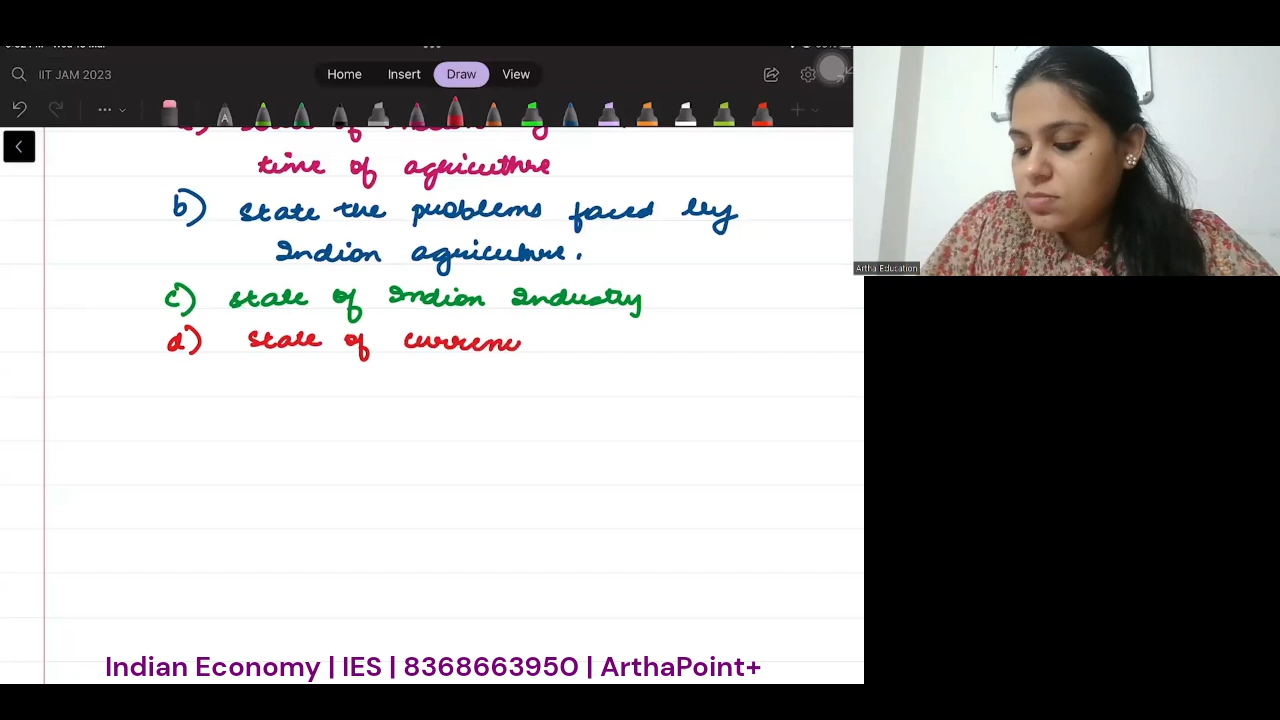 IIT JAM 2023
Home Insert Draw View
time of agriculture
b) State the problems faced by
Indian agriculture.
c) State of Indian Industry
d) State of currenc
Artha Education
Indian Economy | IES | 8368663950 | ArthaPoint+